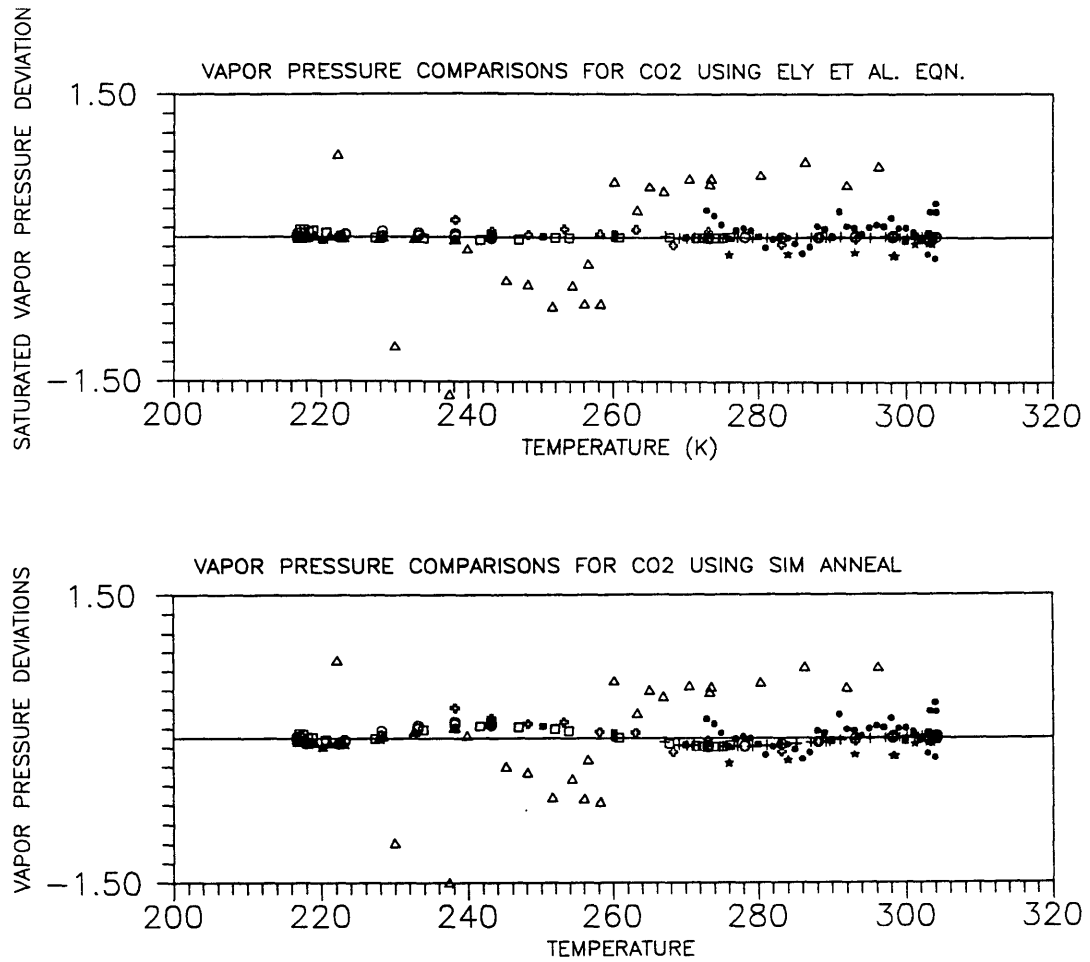 VAPOR PRESSURE COMPARISONS FOR CO2 USING ELY ET AL. EQN.
SATURATED VAPOR PRESSURE DEVIATION
1.50
-1.50
200 220 240 260 280 300 320
TEMPERATURE (K)
VAPOR PRESSURE COMPARISONS FOR CO2 USING SIM ANNEAL
VAPOR PRESSURE DEVIATIONS
1.50
-1.50
200 220 240 260 280 300 320
TEMPERATURE